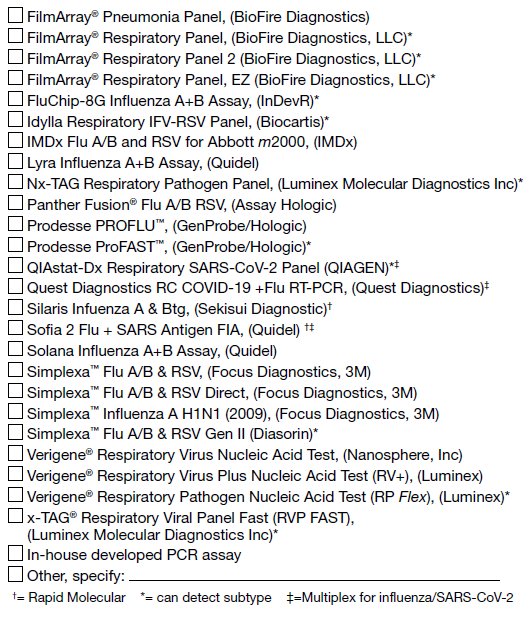 FilmArray® Pneumonia Panel, (BioFire Diagnostics)
FilmArray® Respiratory Panel, (BioFire Diagnostics, LLC)*
FilmArray® Respiratory Panel 2 (BioFire Diagnostics, LLC)*
FilmArray® Respiratory Panel, EZ (BioFire Diagnostics, LLC)*
FluChip-8G Influenza A+B Assay, (InDevR)*
Idylla Respiratory IFV-RSV Panel, (Biocartis)*
IMDx Flu A/B and RSV for Abbott m2000, (IMDx)
Lyra Influenza A+B Assay, (Quidel)
Nx-TAG Respiratory Pathogen Panel, (Luminex Molecular Diagnostics Inc)*
Panther Fusion® Flu A/B RSV, (Assay Hologic)
Prodesse PROFLU™, (GenProbe/Hologic)
Prodesse ProFAST™, (GenProbe/Hologic)*
QIAstat-Dx Respiratory SARS-CoV-2 Panel (QIAGEN)*‡
Quest Diagnostics RC COVID-19 +Flu RT-PCR, (Quest Diagnostics)‡
Silaris Infuenza A & Btg, (Sekisui Diagnostic)†
Sofia 2 Flu + SARS Antigen FIA, (Quidel) †‡
Solana Influenza A+B Assay, (Quidel)
Simplexa™ Flu A/B & RSV, (Focus Diagnostics, 3M)
Simplexa™ Flu A/B & RSV Direct, (Focus Diagnostics, 3M)
Simplexa™ Influenza A H1N1 (2009), (Focus Diagnostics, 3M)
Simplexa™ Flu A/B & RSV Gen II (Diasorin)*
Verigene® Respiratory Virus Nucleic Acid Test, (Nanosphere, Inc)
Verigene® Respiratory Virus Plus Nucleic Acid Test (RV+), (Luminex)
Verigene® Respiratory Pathogen Nucleic Acid Test (RP Flex), (Luminex)*
x-TAG® Respiratory Viral Panel Fast (RVP FAST),
(Luminex Molecular Diagnostics Inc)*
In-house developed PCR assay
Other, specify:
†= Rapid Molecular *= can detect subtype ‡=Multiplex for influenza/SARS-CoV-2